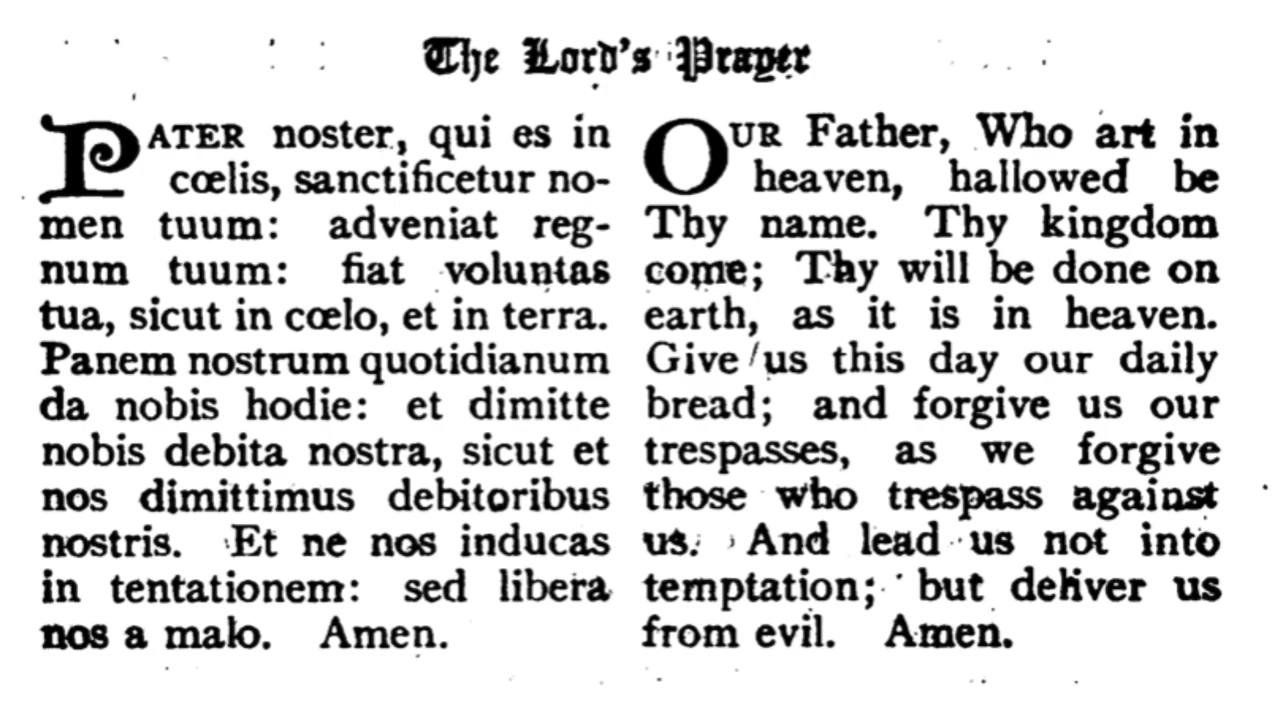 The Lord's Prayer
PATER noster, qui es in
cœlis, sanctificetur no-
men tuum: adveniat reg-
num tuum: fiat voluntas
tua, sicut in cœlo, et in terra.
Panem nostrum quotidianum
da nobis hodie: et dimitte
nobis debita nostra, sicut et
nos dimittimus debitoribus
nostris. Et ne nos inducas
in tentationem: sed libera
nos a malo. Amen.
OUR Father, Who art in
heaven, hallowed be
Thy name. Thy kingdom
come; Thy will be done on
earth, as it is in heaven.
Give us this day our daily
bread; and forgive us our
trespasses, as we forgive
those who trespass against
us. And lead us not into
temptation; but deliver us
from evil. Amen.